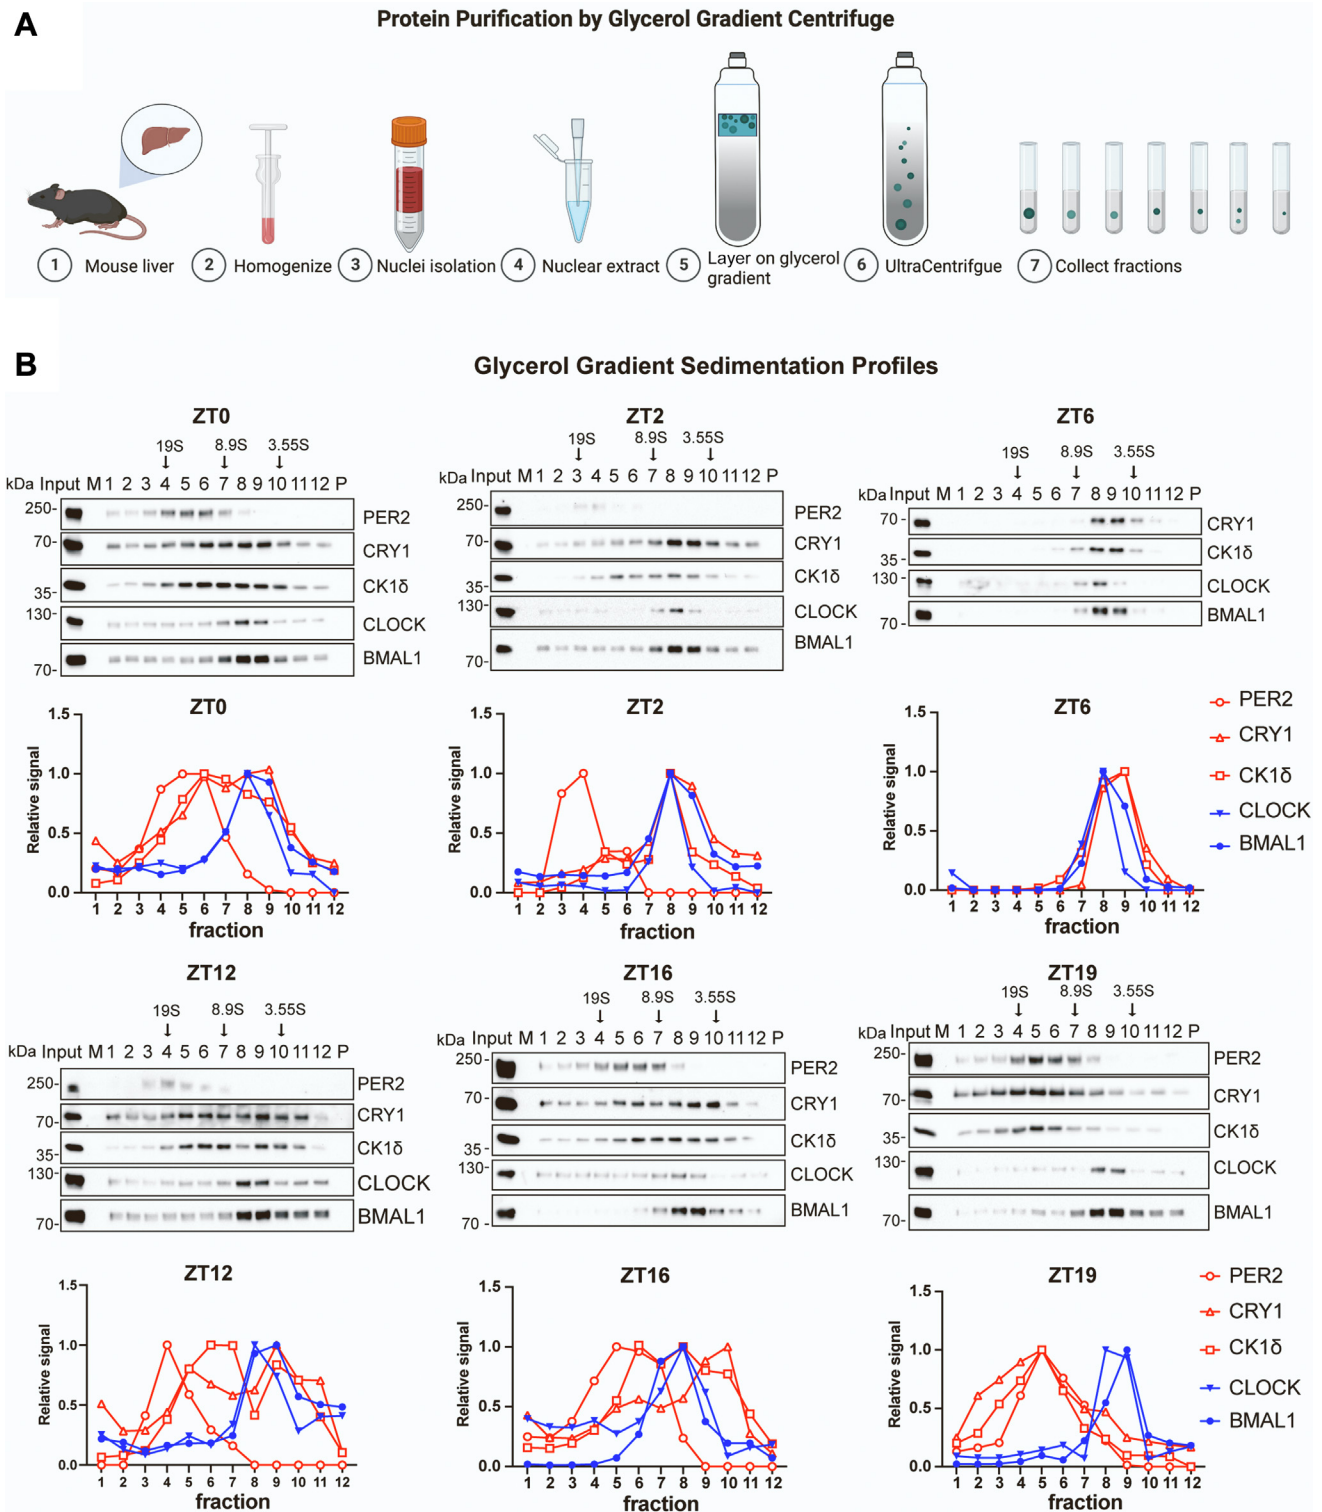 A
Protein Purification by Glycerol Gradient Centrifuge
1 Mouse liver
2 Homogenize
3 Nuclei isolation
4 Nuclear extract
5 Layer on glycerol
gradient
6 UltraCentrifgue
7 Collect fractions
B
Glycerol Gradient Sedimentation Profiles
ZT0
19S 8.9S 3.55S
kDa Input M 1 2 3 4 5 6 7 8 9 10 11 12 P
250- PER2
70- CRY1
35- CK1δ
130- CLOCK
70- BMAL1
ZT2
19S 8.9S 3.55S
kDa Input M 1 2 3 4 5 6 7 8 9 10 11 12 P
250- PER2
70- CRY1
35- CK1δ
130- CLOCK
70- BMAL1
ZT6
19S 8.9S 3.55S
kDa Input M 1 2 3 4 5 6 7 8 9 10 11 12 P
70 - CRY1
35 - CK1δ
130 - CLOCK
70 - BMAL1
ZT0
Relative signal
1.5
1.0
0.5
0.0
1 2 3 4 5 6 7 8 9 10 11 12
fraction
ZT2
Relative signal
1.5
1.0
0.5
0.0
1 2 3 4 5 6 7 8 9 10 11 12
fraction
ZT6
Relative signal
1.5
1.0
0.5
0.0
1 2 3 4 5 6 7 8 9 10 11 12
fraction
PER2
CRY1
CK1δ
CLOCK
BMAL1
ZT12
19S 8.9S 3.55S
kDa Input M 1 2 3 4 5 6 7 8 9 10 11 12 P
250- PER2
70- CRY1
35- CK1δ
130- CLOCK
70- BMAL1
ZT16
19S 8.9S 3.55S
kDa Input M 1 2 3 4 5 6 7 8 9 10 11 12 P
250- PER2
70- CRY1
35 - CK1δ
130- CLOCK
70 - BMAL1
ZT19
19S 8.9S 3.55S
kDa Input M 1 2 3 4 5 6 7 8 9 10 11 12 P
250- PER2
70- CRY1
35- CK1δ
130- CLOCK
70- BMAL1
ZT12
Relative signal
1.5
1.0
0.5
0.0
1 2 3 4 5 6 7 8 9 10 11 12
fraction
ZT16
Relative signal
1.5
1.0
0.5
0.0
1 2 3 4 5 6 7 8 9 10 11 12
fraction
ZT19
Relative signal
1.5
1.0
0.5
0.0
1 2 3 4 5 6 7 8 9 10 11 12
fraction
PER2
CRY1
CK1δ
CLOCK
BMAL1